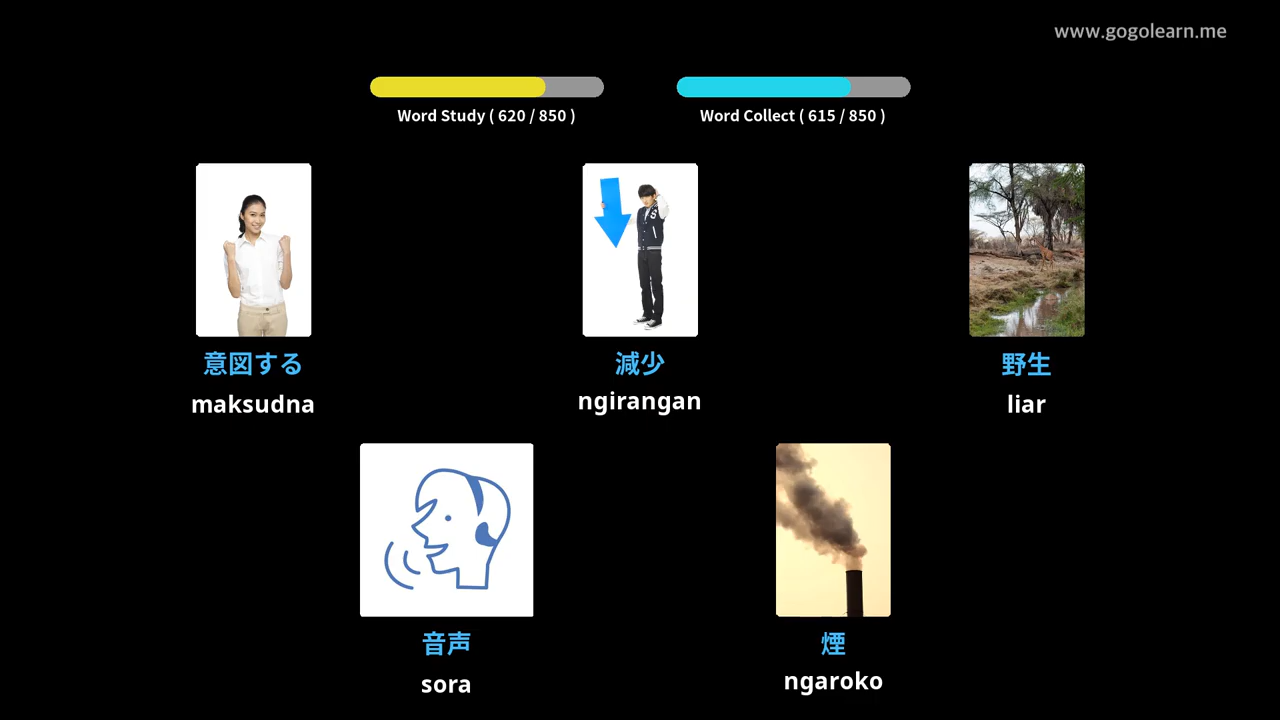 www.gogolearn.me
Word Study ( 620 / 850 )
Word Collect ( 615 / 850 )
意図する
maksudna
減少
ngirangan
野生
liar
音声
sora
煙
ngaroko
S